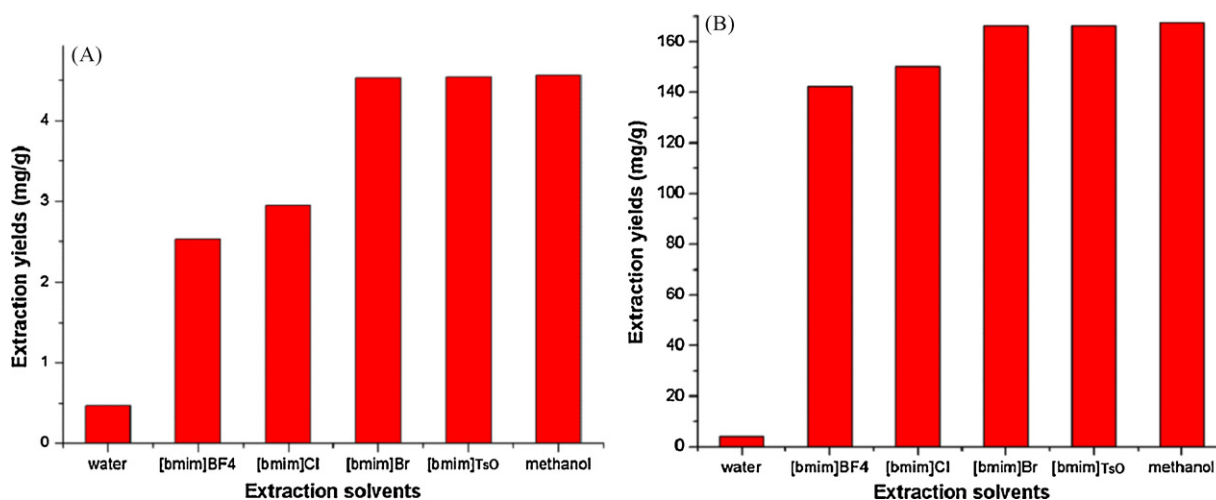 (A)
Extraction yields (mg/g)
4
3
2
1
0
water [bmim]BF4 [bmim]Cl [bmim]Br [bmim]TsO methanol
Extraction solvents
(B)
Extraction yields (mg/g)
160
140
120
100
80
60
40
20
0
water [bmim]BF4 [bmim]Cl [bmim]Br [bmim]TsO methanol
Extraction solvents